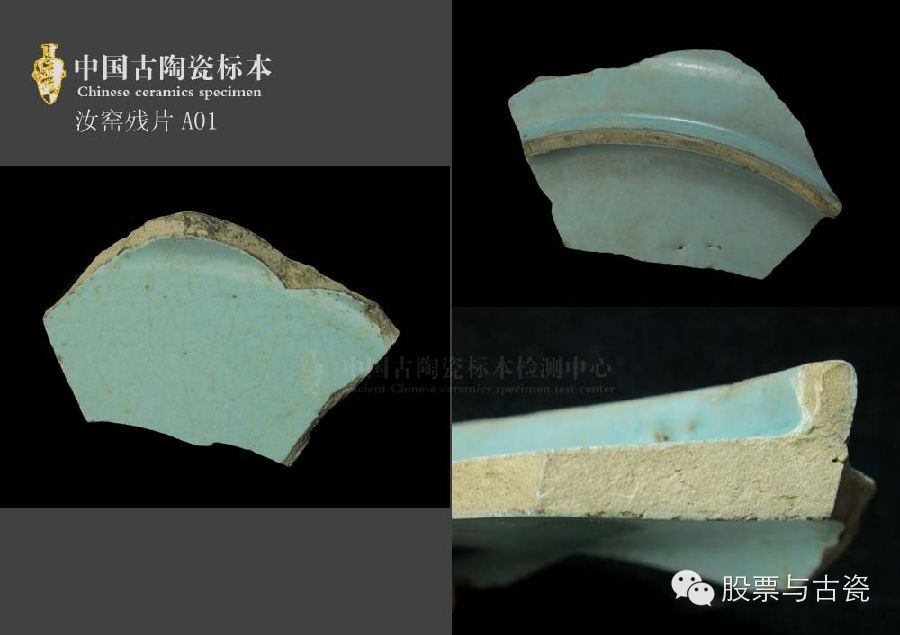 中国古陶瓷标本
Chinese ceramics specimen
汝窑残片 A01
中国古陶瓷标本检测中心
Ancient Chinese ceramics specimen test center
股票与古瓷